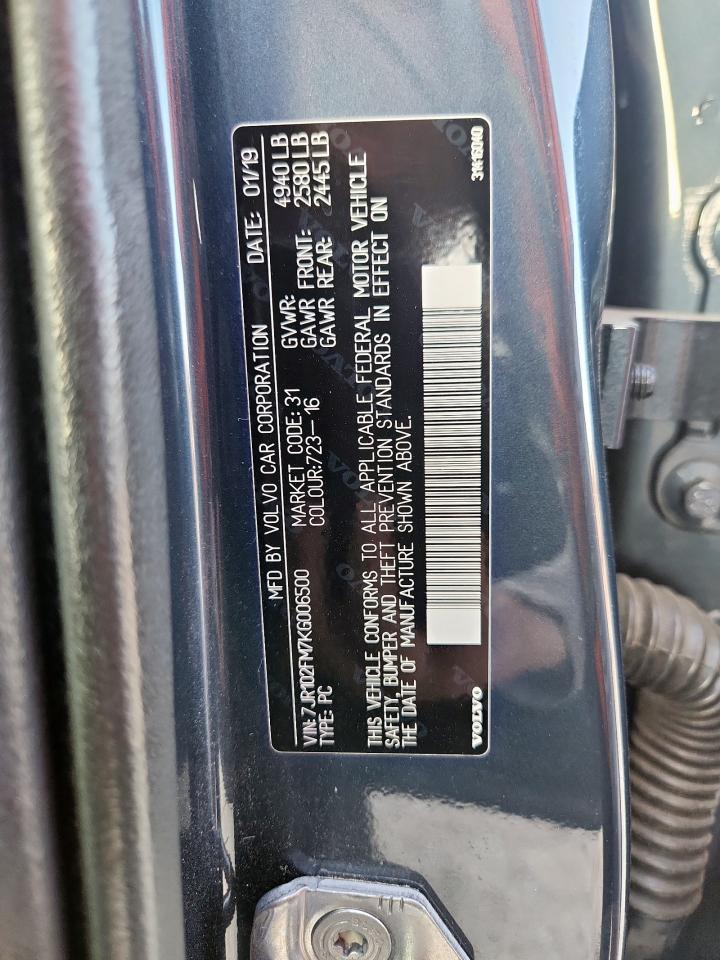 MFD BY VOLVO CAR CORPORATION DATE: 01/19
VIN: 7JR102FM7KG006500 MARKET CODE: 31 GVWR: 4940 LB
TYPE: PC COLOUR:723-16 GAWR FRONT: 2580 LB
GAWR REAR: 2445 LB
THIS VEHICLE CONFORMS TO ALL APPLICABLE FEDERAL MOTOR VEHICLE
SAFETY, BUMPER AND THEFT PREVENTION STANDARDS IN EFFECT ON
THE DATE OF MANUFACTURE SHOWN ABOVE.
VOLVO 31416040